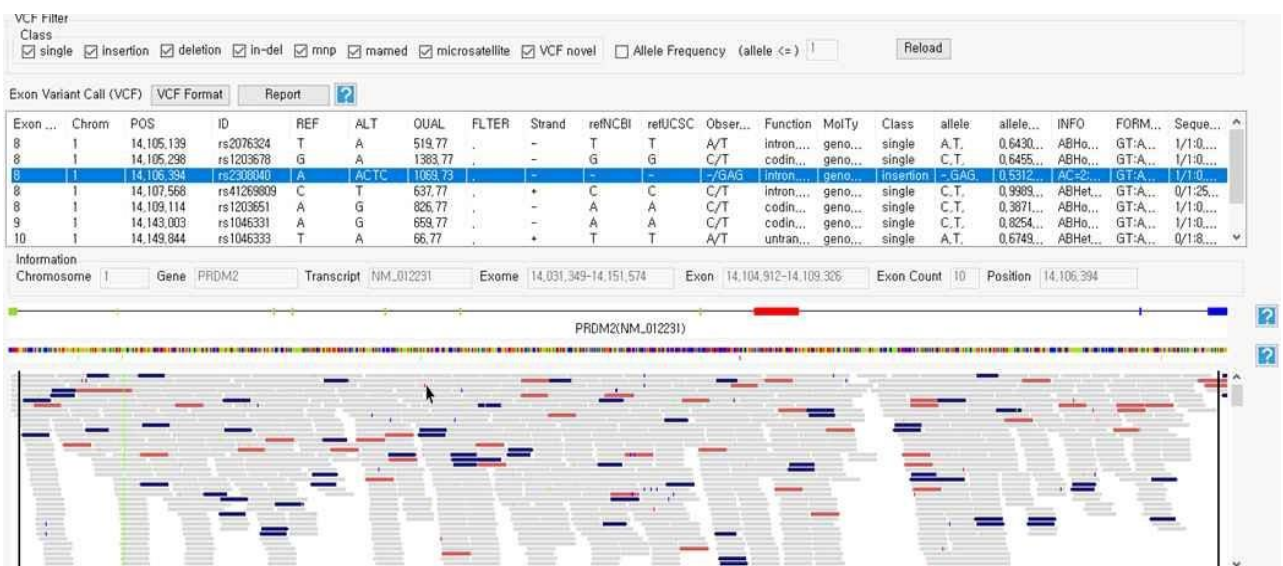 VCF Filter
Class
single insertion deletion in-del mnp mamed microsatellite VCF novel Allele Frequency (allele <= ) 1 Reload
Exon Variant Call (VCF) VCF Format Report ?
Exon ... Chrom POS ID REF ALT QUAL FLTER Strand refNCBI refUCSC Obser... Function MolTy Class allele allele... INFO FORM... Seque...
8 1 14,105,139 rs2076324 T A 519,77 . - T T A/T intron,... geno,... single A,T, 0,6430,.. ABHo,.. GT:A,.. 1/1:0,...
8 1 14,105,298 rs1203678 G A 1383,77 . - G G C/T codin,... geno,... single C,T, 0,6455,.. ABHo,.. GT:A,.. 1/1:0,...
8 1 14,106,394 rs2308040 A ACTC 1069,73 . - - - -/GAG intron,... geno,... insertion -,GAG, 0,5312,.. AC=2:.. GT:A,.. 1/1:0,...
8 1 14,107,568 rs41269809 C T 637,77 . + C C C/T intron,... geno,... single C,T, 0,9989,.. ABHet,.. GT:A,.. 0/1:25,..
8 1 14,109,114 rs1203651 A G 826,77 . - A A C/T codin,... geno,... single C,T, 0,3871,.. ABHo,.. GT:A,.. 1/1:0,...
9 1 14,143,003 rs1046331 A G 659,77 . - A A C/T codin,... geno,... single C,T, 0,8254,.. ABHo,.. GT:A,.. 1/1:0,...
10 1 14,149,844 rs1046333 T A 66,77 . + T T A/T untran,.. geno,... single A,T, 0,6749,.. ABHet,.. GT:A,.. 0/1:8,...
Information
Chromosome 1 Gene PRDM2 Transcript NM_012231 Exome 14,031,349-14,151,574 Exon 14,104,912-14,109,326 Exon Count 10 Position 14,106,394
?
PRDM2(NM_012231)
?